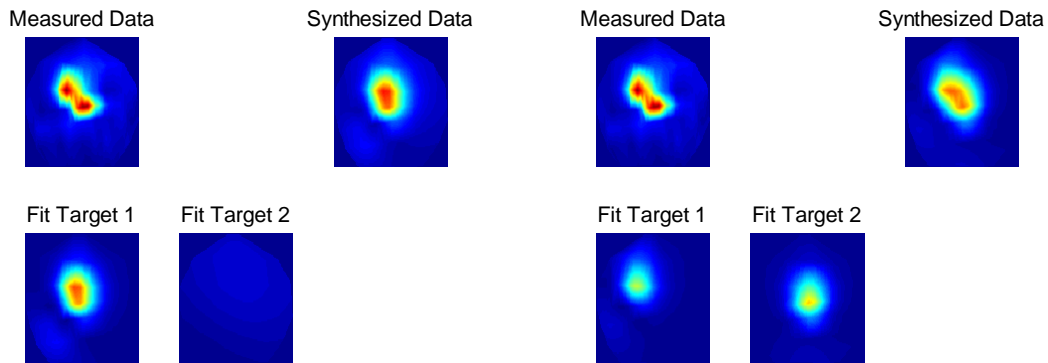 Measured Data
Synthesized Data
Measured Data
Synthesized Data
Fit Target 1
Fit Target 2
Fit Target 1
Fit Target 2